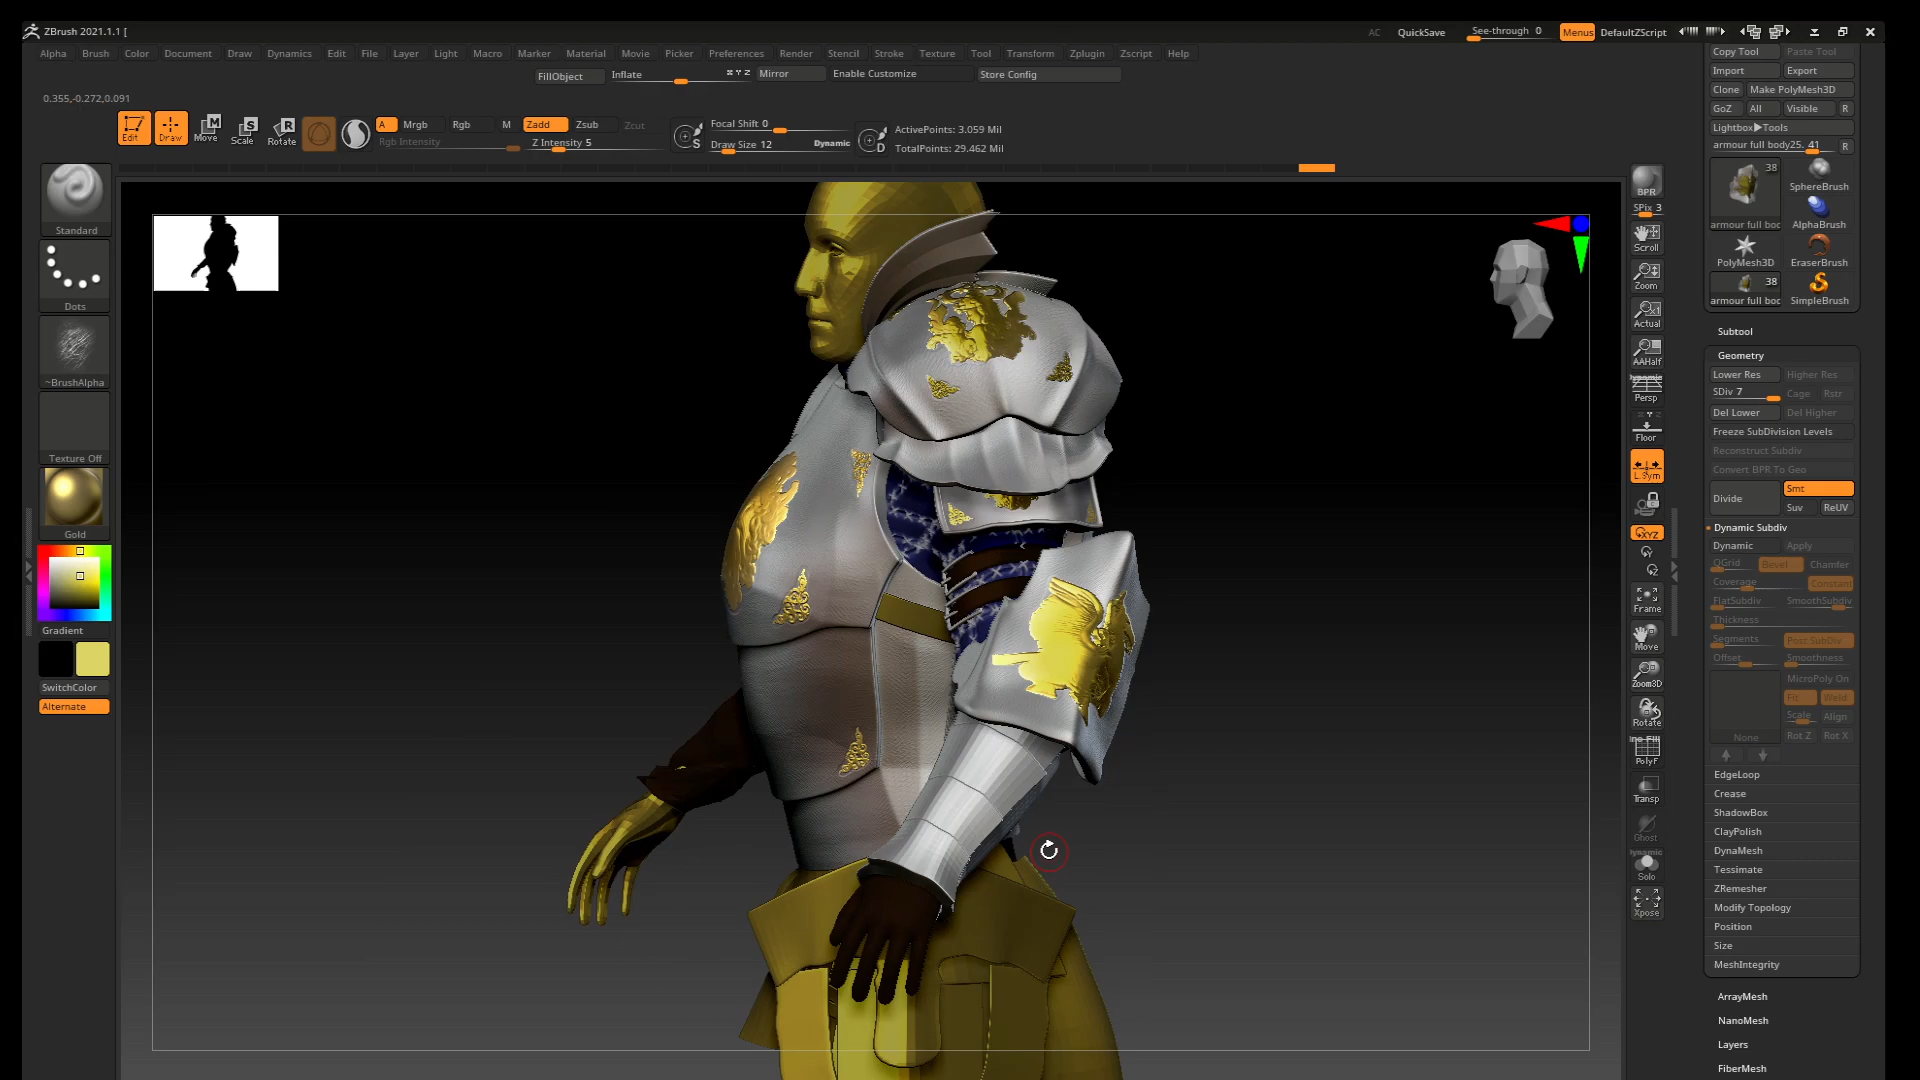 ZBrush 2021.1.1 [
AC QuickSave See-through 0 Menus DefaultZScript
Alpha Brush Color Document Draw Dynamics Edit File Layer Light Macro Marker Material Movie Picker Preferences Render Stencil Stroke Texture Tool Transform Zplugin Zscript Help
FillObject Inflate X Y Z Mirror Enable Customize Store Config
0.355,-0.272,0.091
Edit Draw Move Scale Rotate
A Mrgb Rgb M Zadd Zsub Zcut
Rgb Intensity Z Intensity 5
Focal Shift 0
Draw Size 12 Dynamic
ActivePoints: 3.059 Mil
TotalPoints: 29.462 Mil
Standard
Dots
~BrushAlpha
Texture Off
Gold
Gradient
SwitchColor
Alternate
BPR
SPix 3
Scroll
Zoom
Actual
AAHalf
Dynamic
Persp
Floor
L.Sym
XYZ
Frame
Move
Zoom3D
Rotate
PolyF
Transp
Ghost
Dynamic
Solo
Xpose
Copy Tool Paste Tool
Import Export
Clone Make PolyMesh3D
GoZ All Visible R
Lightbox▶Tools
armour full body25. 41 R
38 SphereBrush
armour full bod AlphaBrush
PolyMesh3D EraserBrush
38
armour full bod SimpleBrush
Subtool
Geometry
Lower Res Higher Res
SDiv 7 Cage Rstr
Del Lower Del Higher
Freeze SubDivision Levels
Reconstruct Subdiv
Convert BPR To Geo
Divide Smt
Suv ReUV
Dynamic Subdiv
Dynamic Apply
QGrid Bevel Chamfer
Coverage Constant
FlatSubdiv SmoothSubdiv
Thickness
Segments Post SubDiv
Offset Smoothness
MicroPoly On
Fit Weld
Scale Align
None Rot Z Rot X
EdgeLoop
Crease
ShadowBox
ClayPolish
DynaMesh
Tessimate
ZRemesher
Modify Topology
Position
Size
MeshIntegrity
ArrayMesh
NanoMesh
Layers
FiberMesh